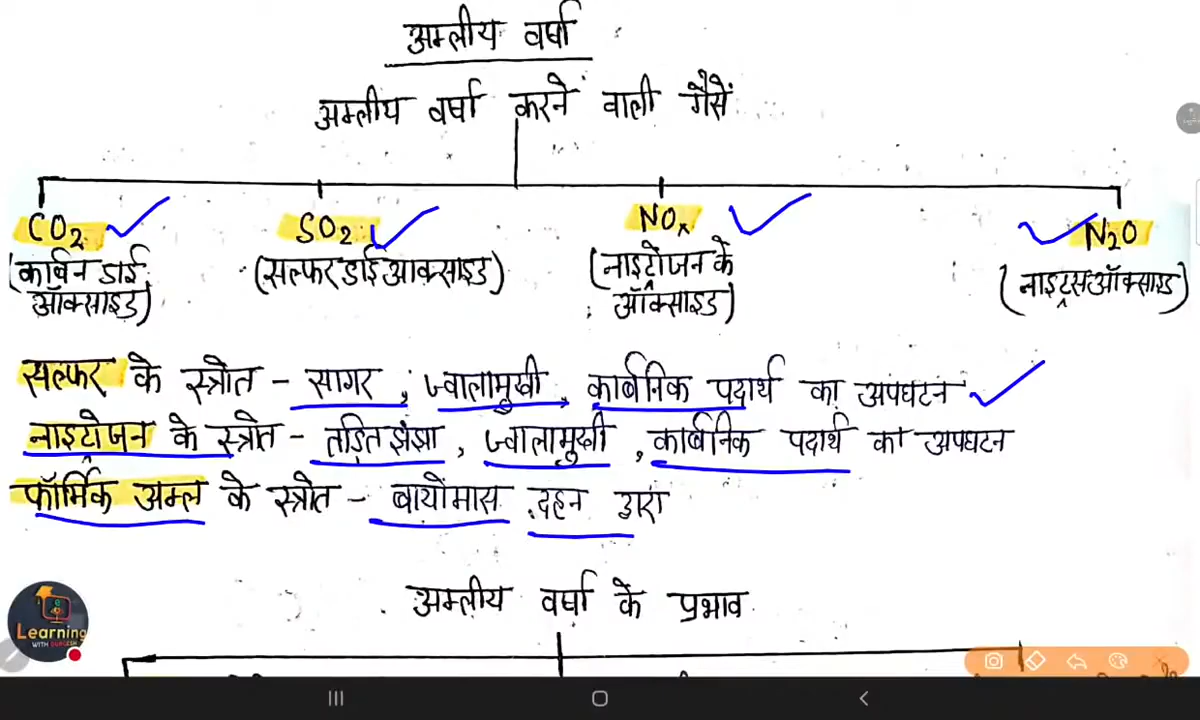 अम्लीय वर्षा
अम्लीय वर्षा करने वाली गैसें
CO₂
(कार्बन डाई
ऑक्साइड)
SO₂
(सल्फर डाई आक्साइड)
NOₓ
(नाइट्रोजन के
ऑक्साइड)
N₂O
(नाइट्रस ऑक्साइड)
सल्फर के स्त्रोत - सागर, ज्वालामुखी, कार्बनिक पदार्थ का अपघटन
नाइट्रोजन के स्त्रोत - तड़ित झंझा, ज्वालामुखी, कार्बनिक पदार्थ का अपघटन
फॉर्मिक अम्ल के स्त्रोत - बायोमास दहन द्वारा
अम्लीय वर्षा के प्रभाव
Learning